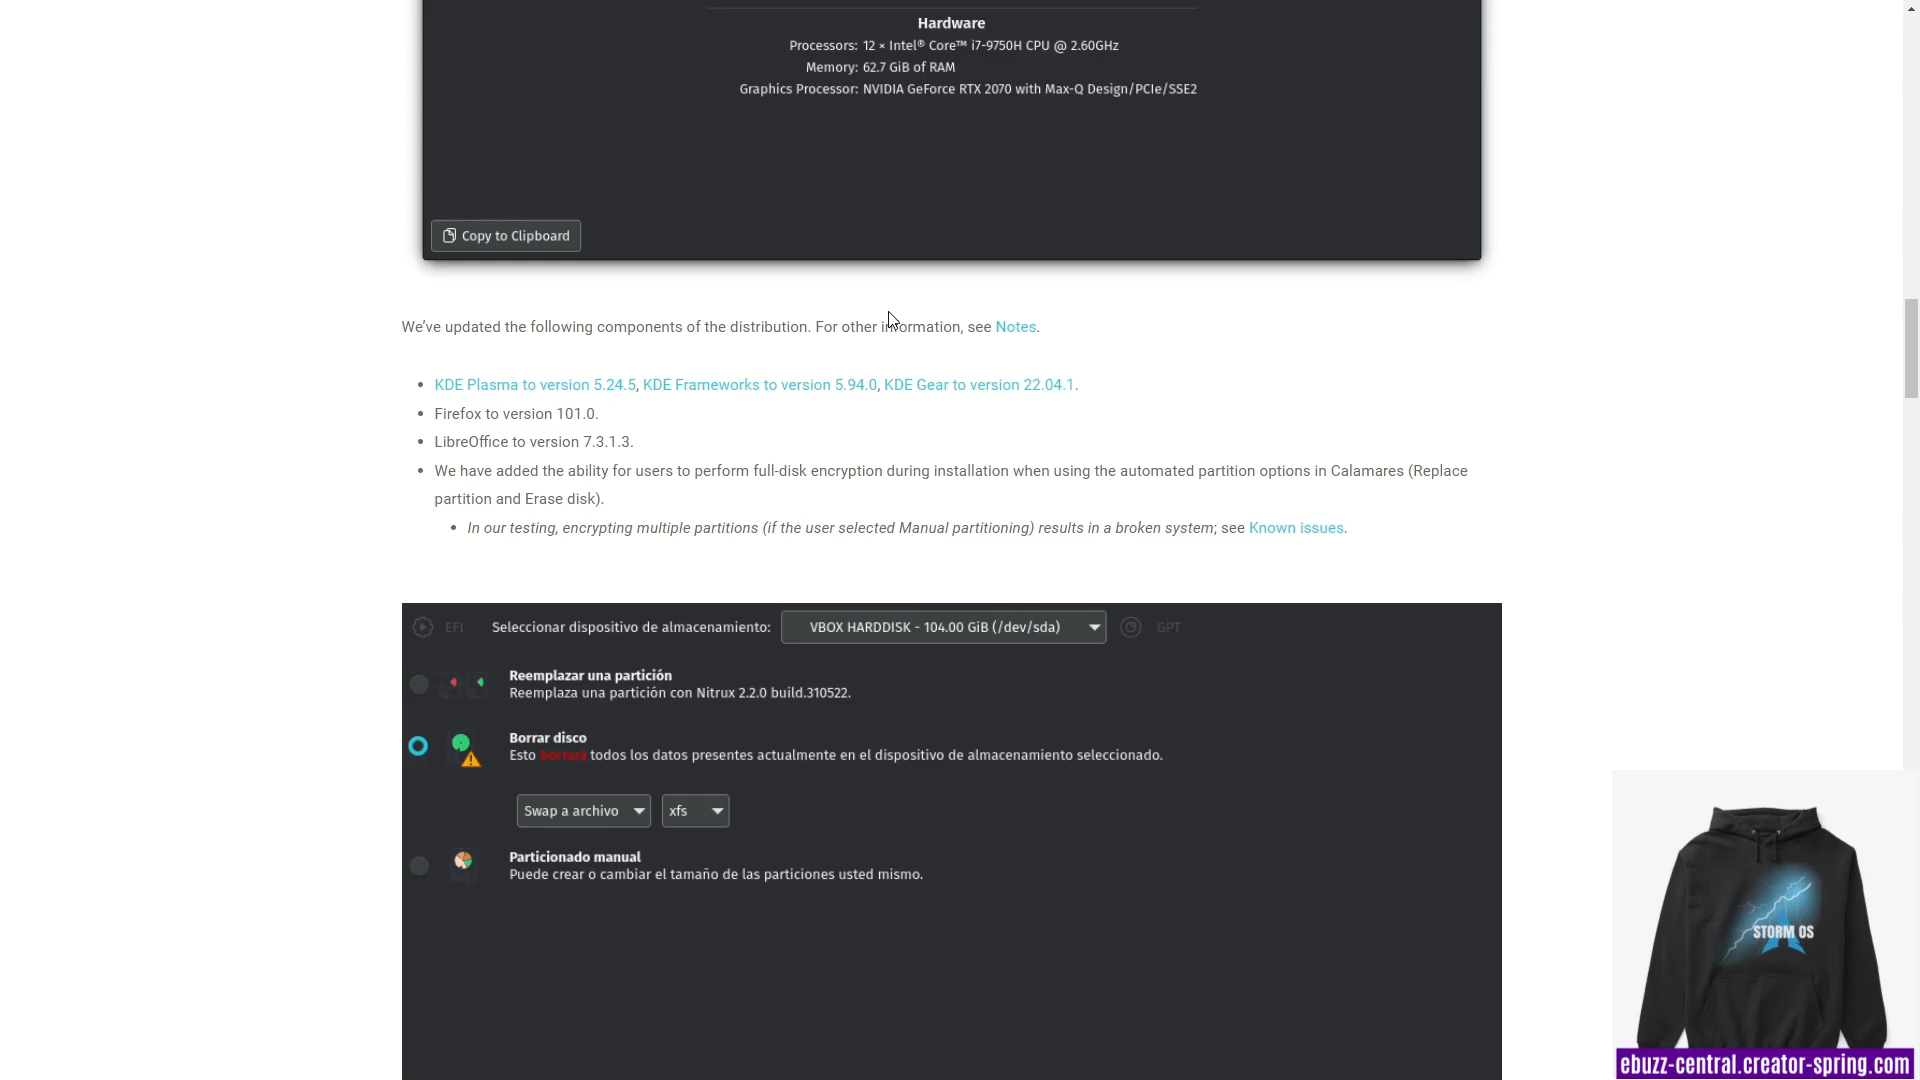 Hardware
Processors: 12 × Intel® Core™ i7-9750H CPU @ 2.60GHz
Memory: 62.7 GiB of RAM
Graphics Processor: NVIDIA GeForce RTX 2070 with Max-Q Design/PCIe/SSE2
Copy to Clipboard
We've updated the following components of the distribution. For other information, see Notes.
• KDE Plasma to version 5.24.5, KDE Frameworks to version 5.94.0, KDE Gear to version 22.04.1.
• Firefox to version 101.0.
• LibreOffice to version 7.3.1.3.
• We have added the ability for users to perform full-disk encryption during installation when using the automated partition options in Calamares (Replace
partition and Erase disk).
• In our testing, encrypting multiple partitions (if the user selected Manual partitioning) results in a broken system; see Known issues.
EFI Seleccionar dispositivo de almacenamiento: VBOX HARDDISK - 104.00 GiB (/dev/sda) GPT
Reemplazar una partición
Reemplaza una partición con Nitrux 2.2.0 build.310522.
Borrar disco
Esto borrará todos los datos presentes actualmente en el dispositivo de almacenamiento seleccionado.
Swap a archivo xfs
Particionado manual
Puede crear o cambiar el tamaño de las particiones usted mismo.
STORM OS
ebuzz-central.creator-spring.com